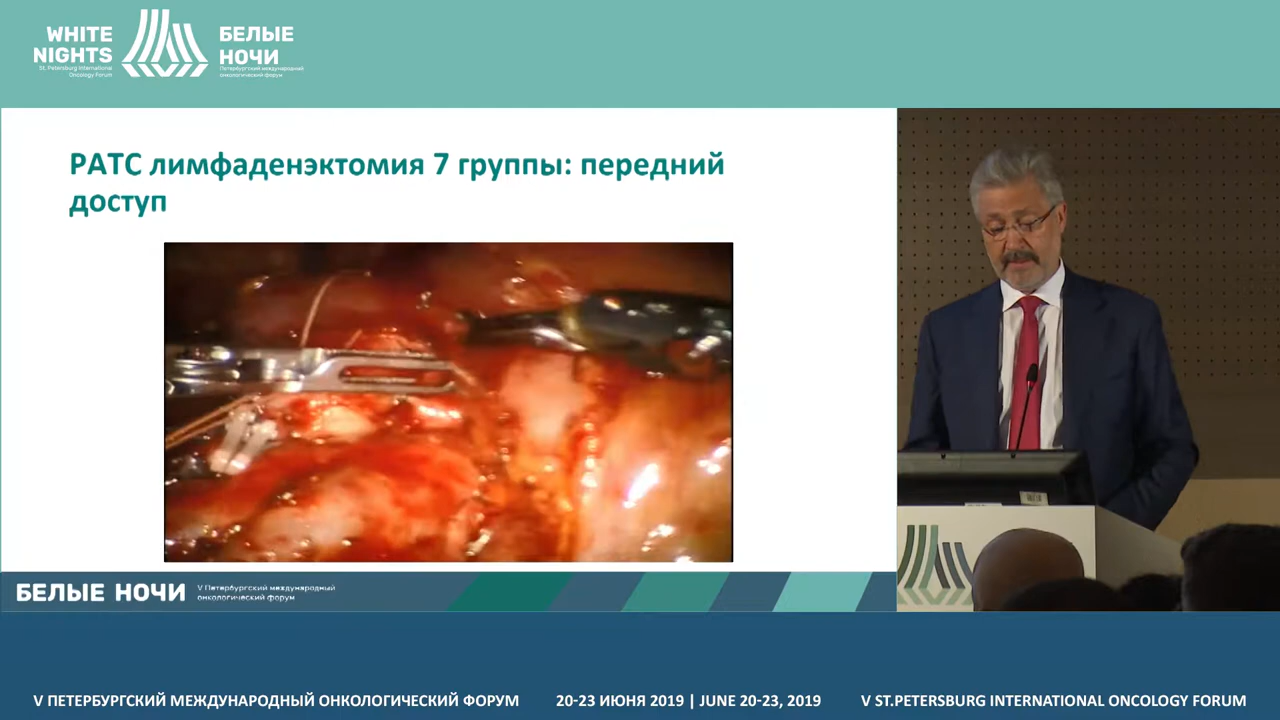 WHITE
NIGHTS
St. Petersburg International
Oncology Forum
БЕЛЫЕ
НОЧИ
Петербургский международный
онкологический форум
РАТС лимфаденэктомия 7 группы: передний
доступ
БЕЛЫЕ НОЧИ
V Петербургский международный
онкологический форум
V ПЕТЕРБУРГСКИЙ МЕЖДУНАРОДНЫЙ ОНКОЛОГИЧЕСКИЙ ФОРУМ
20-23 ИЮНЯ 2019 | JUNE 20-23, 2019
V ST.PETERSBURG INTERNATIONAL ONCOLOGY FORUM